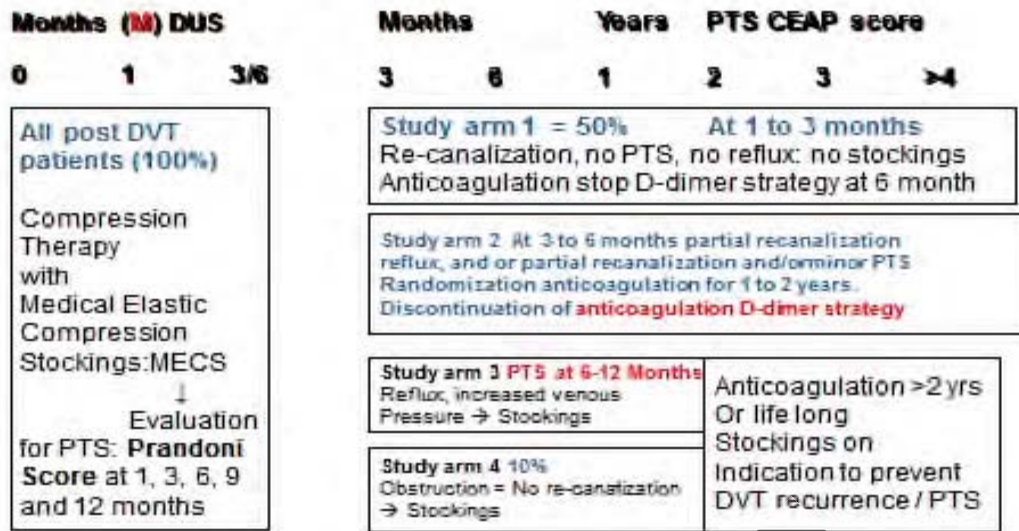 Months (M) DUS
0 1 3/6
All post DVT
patients (100%)
Compression
Therapy
with
Medical Elastic
Compression
Stockings:MECS
↓
Evaluation
for PTS: Prandoni
Score at 1, 3, 6, 9
and 12 months
Months Years PTS CEAP score
3 6 1 2 3 >4
Study arm 1 = 50% At 1 to 3 months
Re-canalization, no PTS, no reflux: no stockings
Anticoagulation stop D-dimer strategy at 6 month
Study arm 2 At 3 to 6 months partial recanalization
reflux, and or partial recanalization and/orminor PTS
Randomization anticoagulation for 1 to 2 years.
Discontinuation of anticoagulation D-dimer strategy
Study arm 3 PTS at 6-12 Months
Reflux, increased venous
Pressure → Stockings
Study arm 4 10%
Obstruction = No re-canatization
→ Stockings
Anticoagulation >2 yrs
Or life long
Stockings on
Indication to prevent
DVT recurrence / PTS